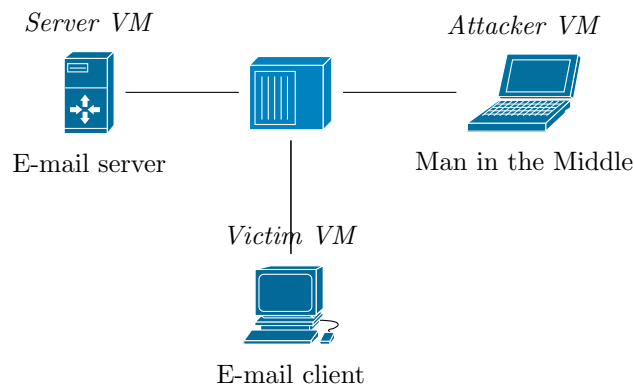 Server VM
Attacker VM
E-mail server
Man in the Middle
Victim VM
E-mail client